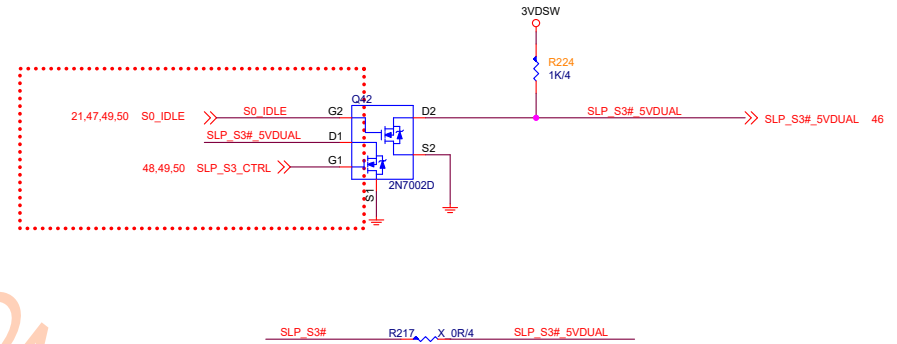 3VDSW
R224
1K/4
Q42
21,47,49,50 S0_IDLE S0_IDLE G2 D2 SLP_S3#_5VDUAL SLP_S3#_5VDUAL 46
SLP_S3#_5VDUAL D1 S2
48,49,50 SLP_S3_CTRL G1
2N7002D
S1
SLP_S3# R217 X_0R/4 SLP_S3#_5VDUAL